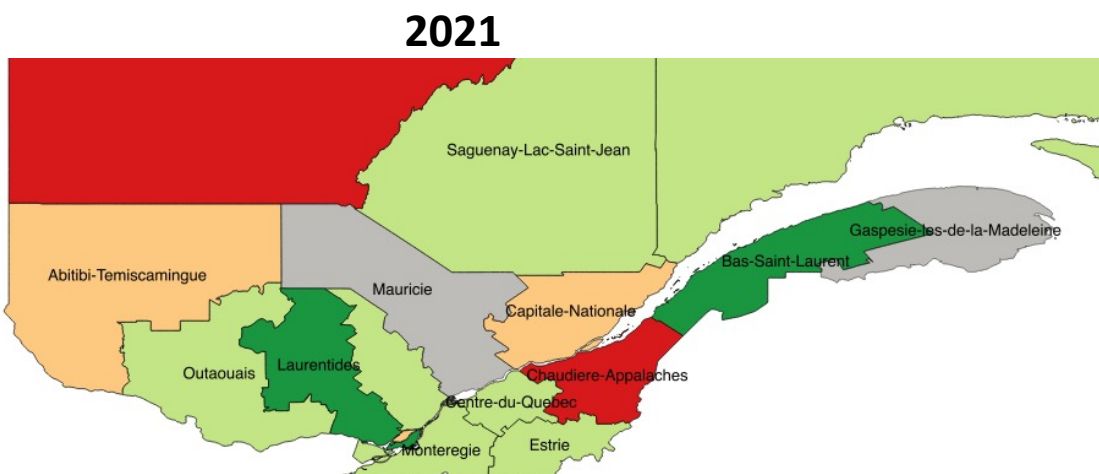 2021
Saguenay-Lac-Saint-Jean
Gaspesie-Iles-de-la-Madeleine
Bas-Saint-Laurent
Abitibi-Temiscamingue
Mauricie
Capitale-Nationale
Outaouais
Laurentides
Chaudiere-Appalaches
Centre-du-Quebec
Estrie
Monteregie